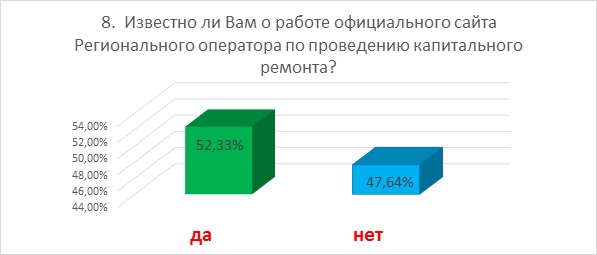 8.  Известно ли Вам о работе официального сайта
Регионального оператора по проведению капитального
ремонта?
54,00%
52,00%
50,00%
48,00%
46,00%
44,00%
52,33%
47,64%
да
нет